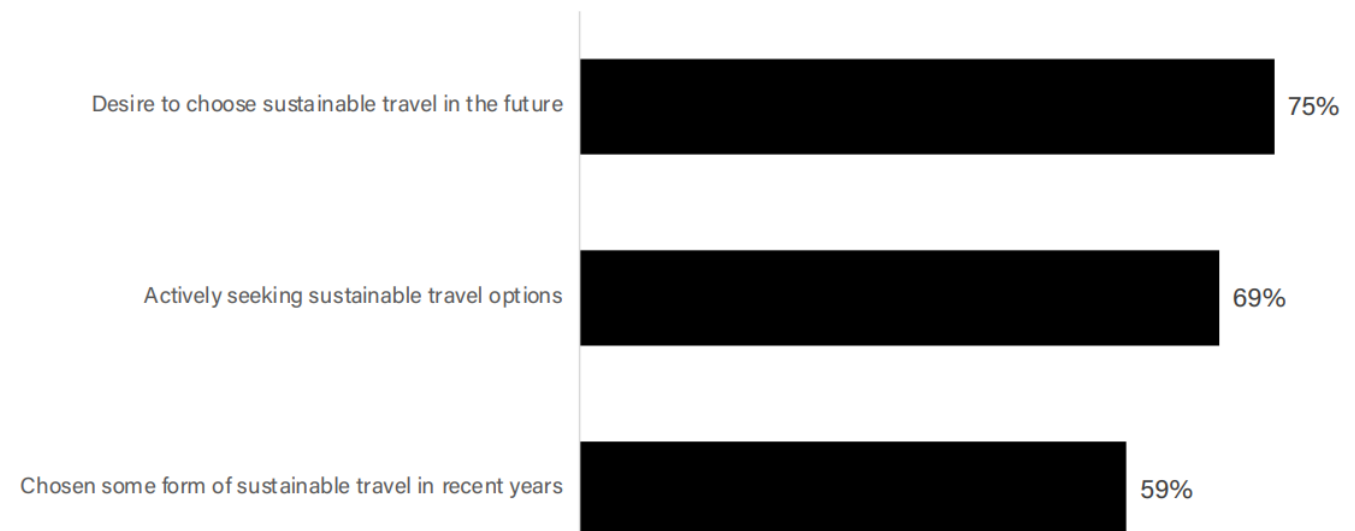 Desire to choose sustainable travel in the future
75%
Actively seeking sustainable travel options
69%
Chosen some form of sustainable travel in recent years
59%